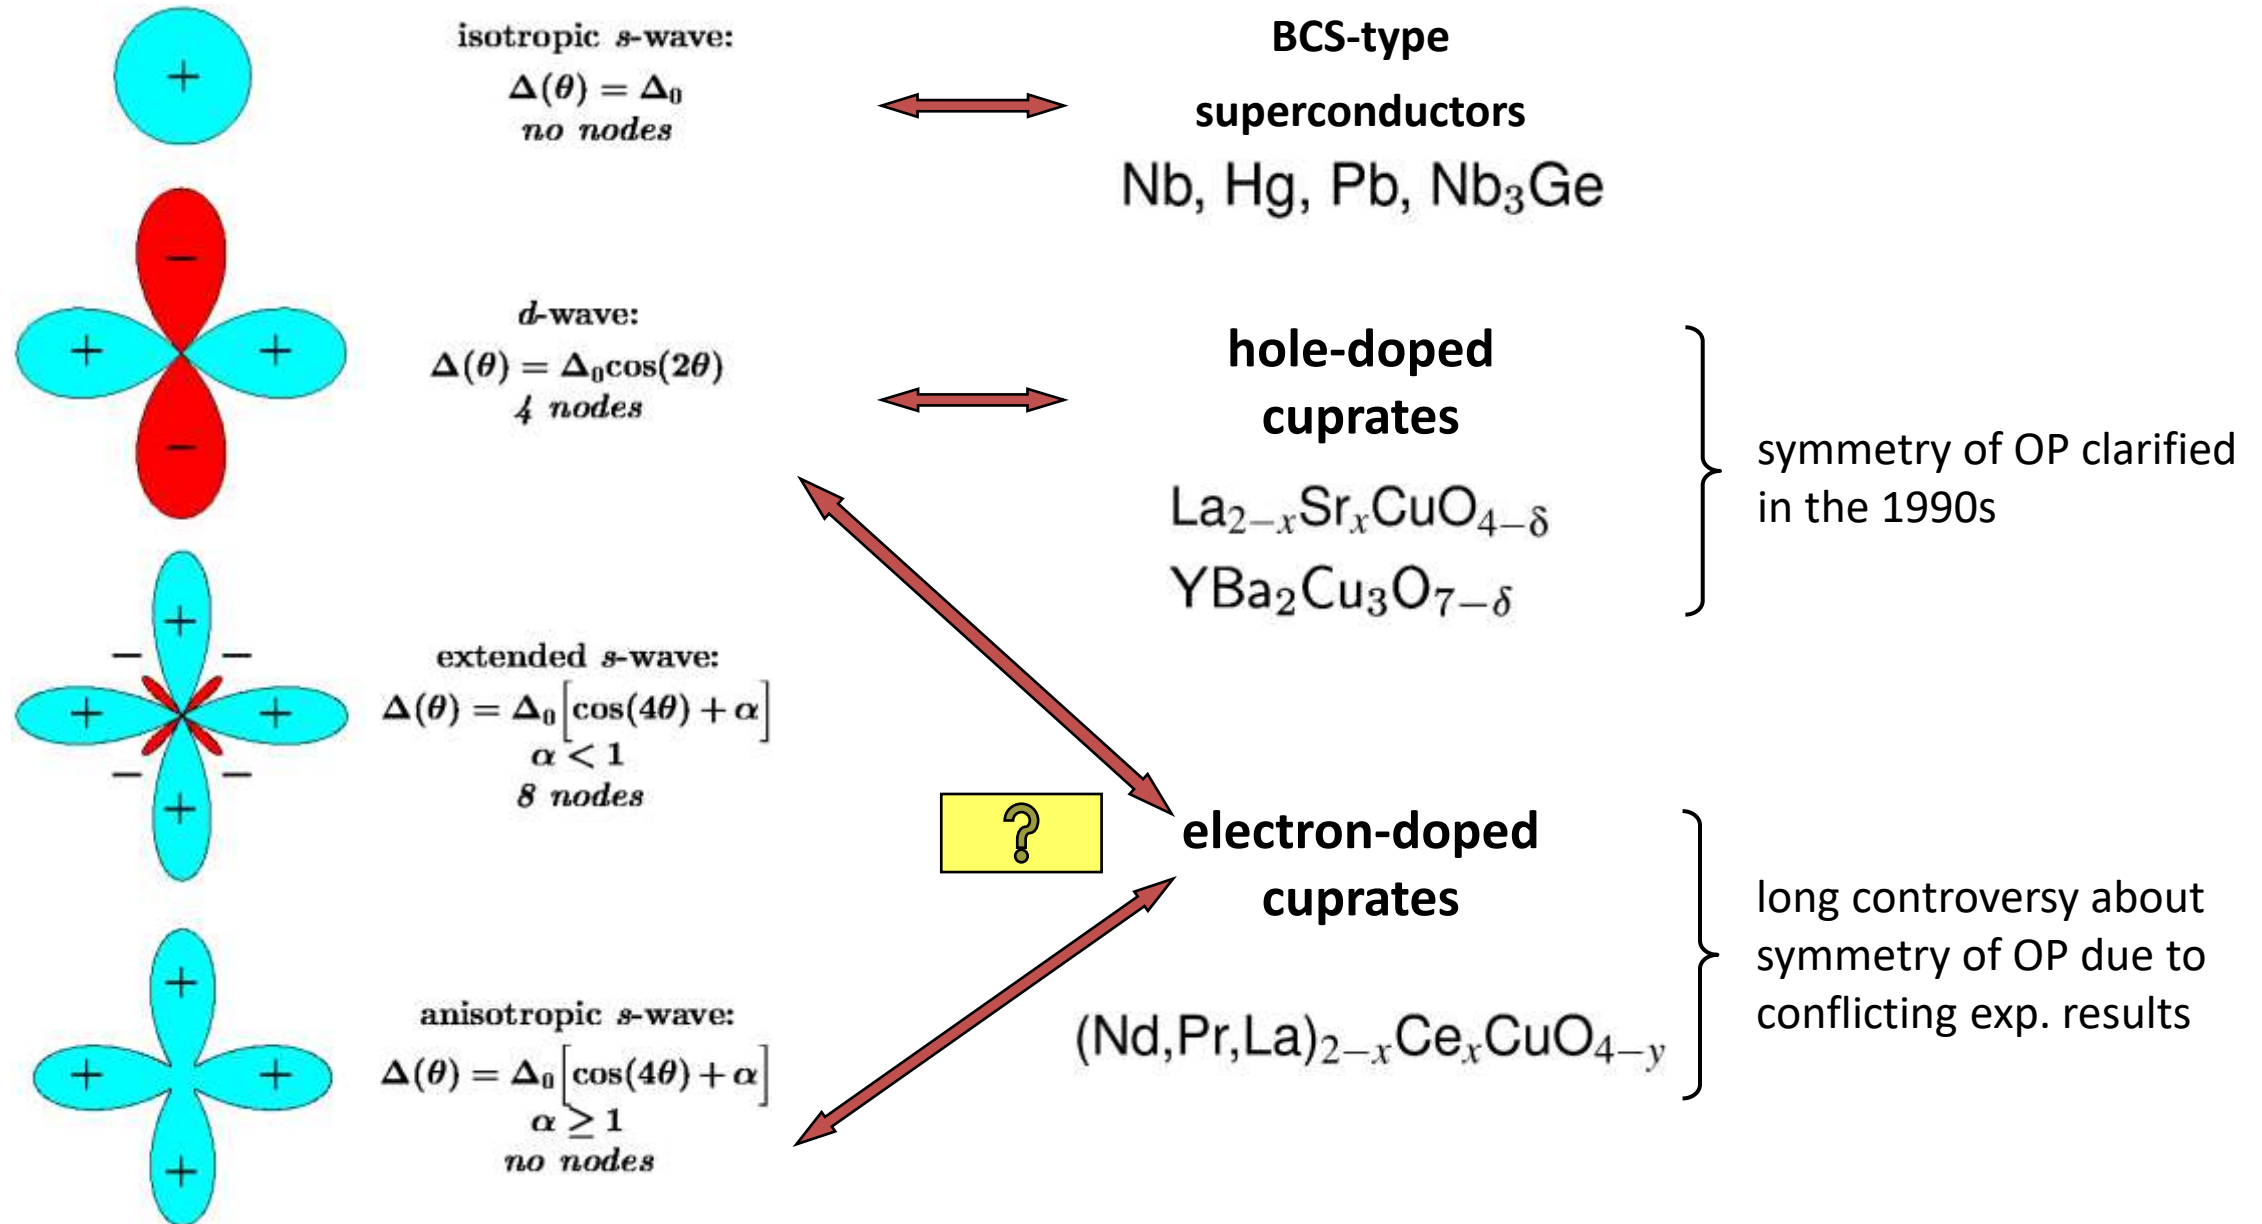 +
isotropic s-wave:
Δ(θ) = Δ₀
no nodes
BCS-type
superconductors
Nb, Hg, Pb, Nb₃Ge
−
+ +
−
d-wave:
Δ(θ) = Δ₀cos(2θ)
4 nodes
hole-doped
cuprates
La₂₋ₓSrₓCuO₄₋δ
YBa₂Cu₃O₇₋δ
symmetry of OP clarified
in the 1990s
+
− −
+ +
− −
+
extended s-wave:
Δ(θ) = Δ₀[cos(4θ) + α]
α < 1
8 nodes
?
electron-doped
cuprates
(Nd,Pr,La)₂₋ₓCeₓCuO₄₋y
long controversy about
symmetry of OP due to
conflicting exp. results
+
+ +
+
anisotropic s-wave:
Δ(θ) = Δ₀[cos(4θ) + α]
α ≥ 1
no nodes